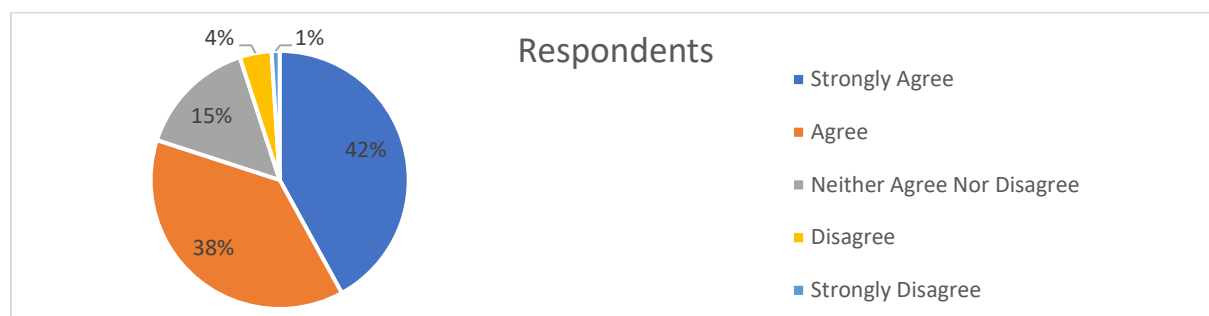 Respondents
4%
1%
15%
42%
38%
Strongly Agree
Agree
Neither Agree Nor Disagree
Disagree
Strongly Disagree